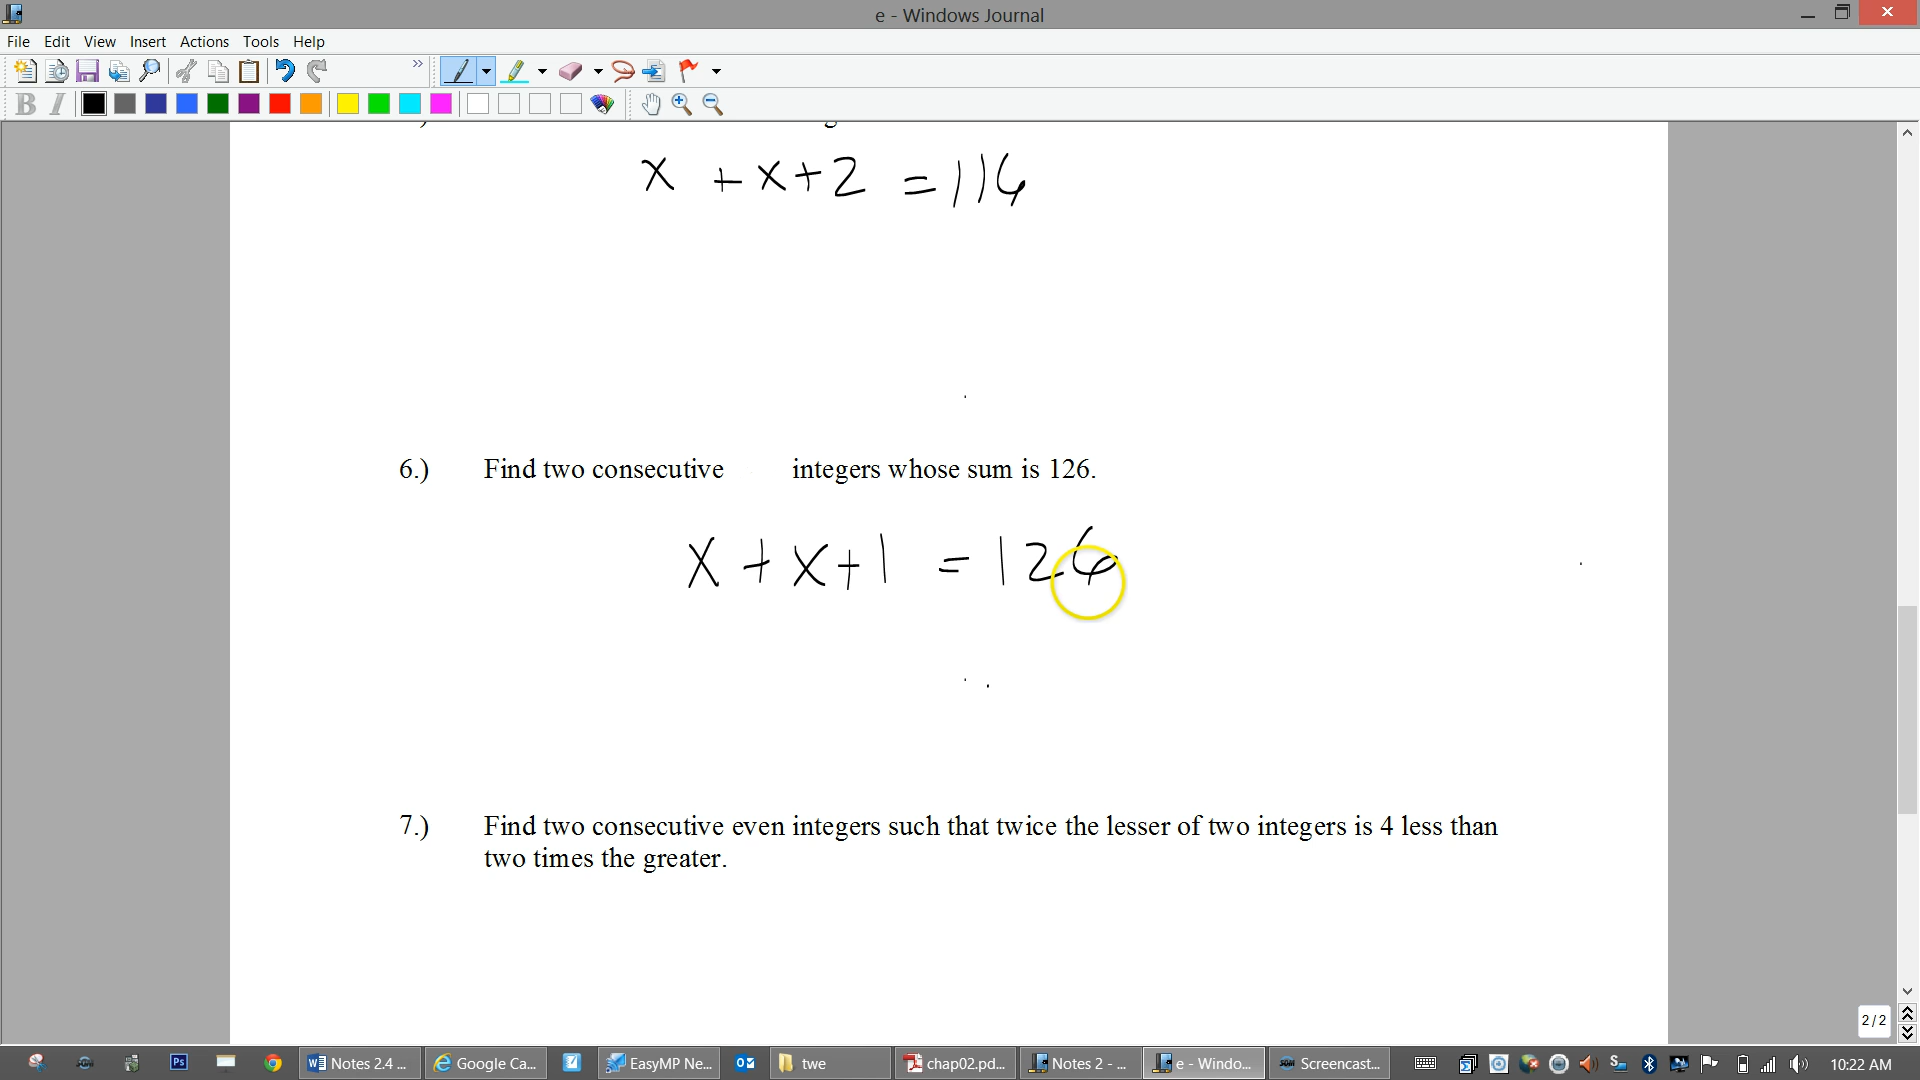 e - Windows Journal
File Edit View Insert Actions Tools Help
B I
x + x + 2 = 116
6.) Find two consecutive integers whose sum is 126.
x + x + 1 = 126
7.) Find two consecutive even integers such that twice the lesser of two integers is 4 less than
two times the greater.
2 / 2
Notes 2.4 ... Google Ca... EasyMP Ne... twe chap02.pd... Notes 2 - ... e - Windo... Screencast... 10:22 AM